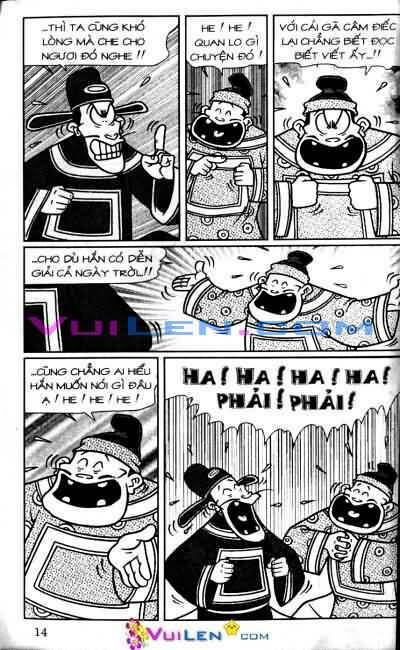 ...THÌ TA CŨNG KHÓ
LÒNG MÀ CHE CHO
NGƯƠI ĐÓ NGHE!!
HE! HE!
QUAN LO GÌ
CHUYỆN ĐÓ!
VỚI CÁI GÃ CÂM ĐIẾC
LẠI CHẲNG BIẾT ĐỌC
BIẾT VIẾT ẤY...!!
...CHO DÙ HẮN CÓ DIỄN
GIẢI CẢ NGÀY TRỜI...!!
VUILEN.COM
...CŨNG CHẲNG AI HIỂU
HẮN MUỐN NÓI GÌ ĐÂU
Ạ! HE! HE! HE!
HA! HA! HA! HA!
PHẢI! PHẢI!
14
VUILEN.COM